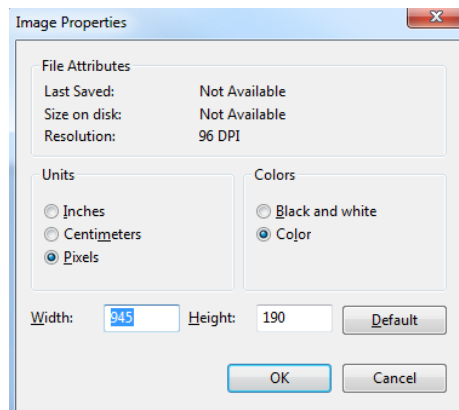 Image Properties
File Attributes
Last Saved: Not Available
Size on disk: Not Available
Resolution: 96 DPI
Units Colors
Inches Black and white
Centimeters Color
Pixels
Width: 945 Height: 190 Default
OK Cancel